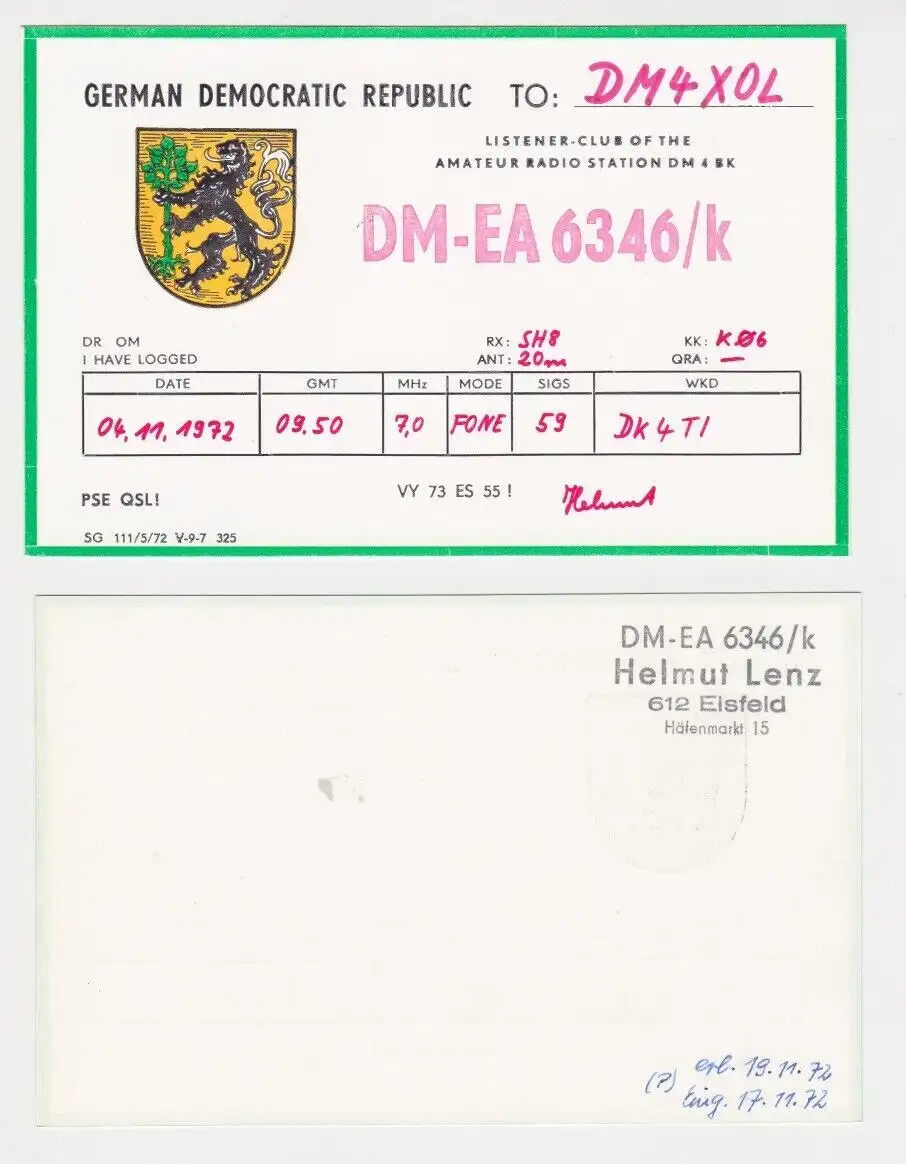 GERMAN DEMOCRATIC REPUBLIC TO: DM4XOL
LISTENER-CLUB OF THE
AMATEUR RADIO STATION DM 4 BK
DM-EA 6346/k
DR OM RX: SH8 KK: KØ6
I HAVE LOGGED ANT: 20m QRA: —
DATE GMT MHz MODE SIGS WKD
04.11.1972 09.50 7,0 FONE 59 DK4TI
PSE QSL! VY 73 ES 55! Helmut
SG 111/5/72 V-9-7 325
DM-EA 6346/k
Helmut Lenz
612 Eisfeld
Häfenmarkt 15
(P) erl. 19.11.72
Eing. 17.11.72